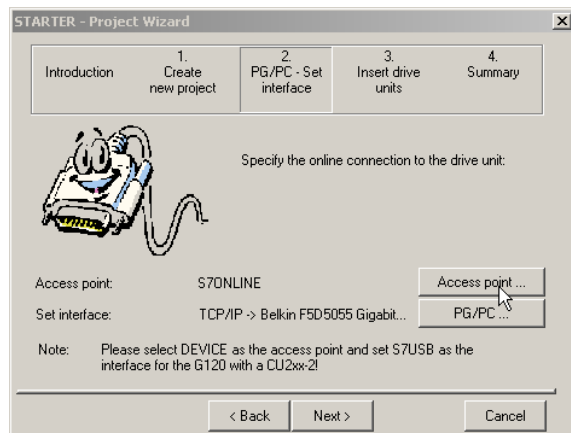 STARTER - Project Wizard
Introduction
1.
Create
new project
2.
PG/PC - Set
interface
3.
Insert drive
units
4.
Summary
Specify the online connection to the drive unit:
Access point: S7ONLINE Access point ...
Set interface: TCP/IP -> Belkin F5D5055 Gigabit... PG/PC ...
Note: Please select DEVICE as the access point and set S7USB as the
interface for the G120 with a CU2xx-2!
< Back Next > Cancel